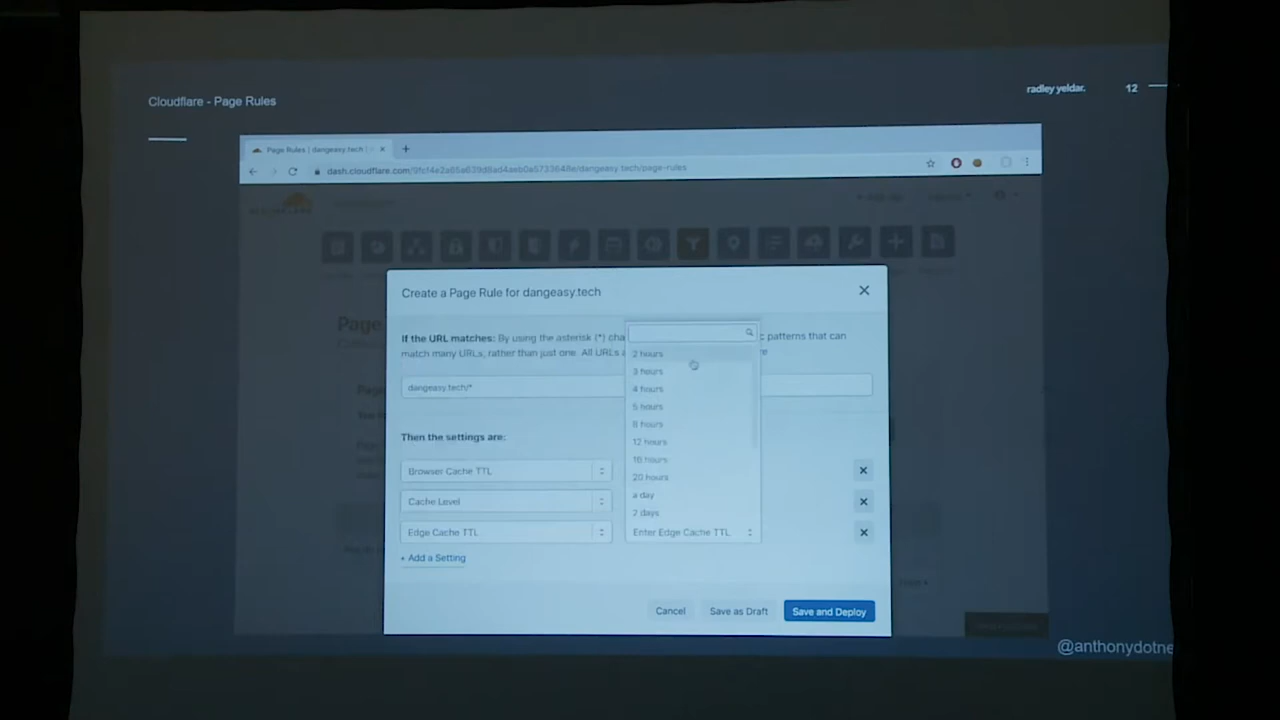 Cloudflare - Page Rules
radley yeldar.
12
Page Rules | dangeasy.tech |
Create a Page Rule for dangeasy.tech
If the URL matches: By using the asterisk (*) cha
c patterns that can
match many URLs, rather than just one. All URLs a
re
dangeasy.tech/*
2 hours
3 hours
4 hours
5 hours
8 hours
12 hours
16 hours
20 hours
a day
7 days
Then the settings are:
Browser Cache TTL
Cache Level
Edge Cache TTL
Enter Edge Cache TTL
+ Add a Setting
Cancel
Save as Draft
Save and Deploy
Page
@anthonydotne